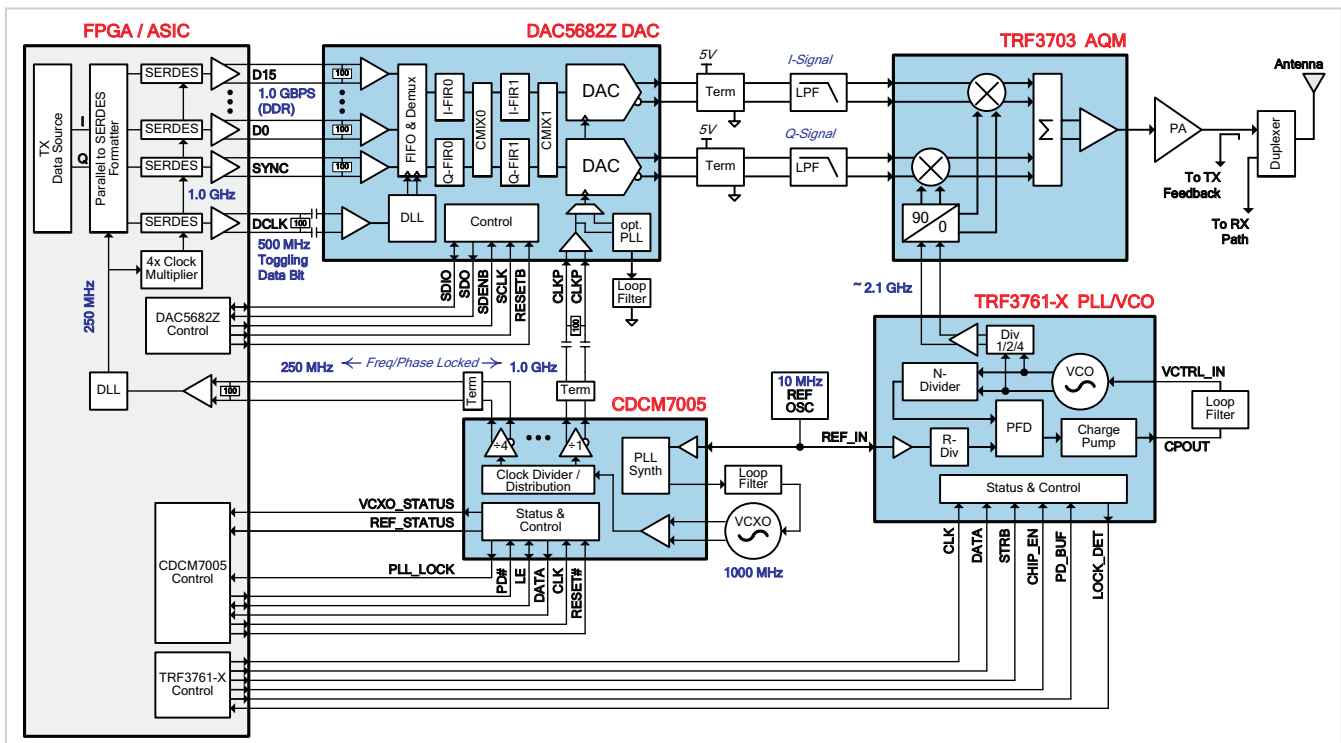 FPGA / ASIC
DAC5682Z DAC
TRF3703 AQM
TX
Data Source
I
Q
Parallel to SERDES
Formatter
SERDES
SERDES
SERDES
SERDES
1.0 GHz
4x Clock
Multiplier
250 MHz
D15
1.0 GBPS
(DDR)
D0
SYNC
DCLK
500 MHz
Toggling
Data Bit
100
100
100
100
FIFO & Demux
I-FIR0
Q-FIR0
CMIX0
I-FIR1
Q-FIR1
CMIX1
DAC
DAC
DLL
Control
opt.
PLL
Loop
Filter
SDIO
SDO
SDENB
SCLK
RESETB
CLKP
CLKP
100
5V
Term
I-Signal
LPF
5V
Term
Q-Signal
LPF
Σ
90
0
PA
Antenna
Duplexer
To TX
Feedback
To RX
Path
~ 2.1 GHz
DAC5682Z
Control
DLL
100
250 MHz
Freq/Phase Locked
1.0 GHz
Term
Term
CDCM7005
÷4
÷1
Clock Divider /
Distribution
PLL
Synth
Loop
Filter
VCXO
1000 MHz
Status &
Control
VCXO_STATUS
REF_STATUS
PLL_LOCK
PD#
LE
DATA
CLK
RESET#
CDCM7005
Control
TRF3761-X
Control
10 MHz
REF
OSC
REF_IN
TRF3761-X PLL/VCO
Div
1/2/4
N-
Divider
VCO
VCTRL_IN
Loop
Filter
CPOUT
R-
Div
PFD
Charge
Pump
Status & Control
CLK
DATA
STRB
CHIP_EN
PD_BUF
LOCK_DET